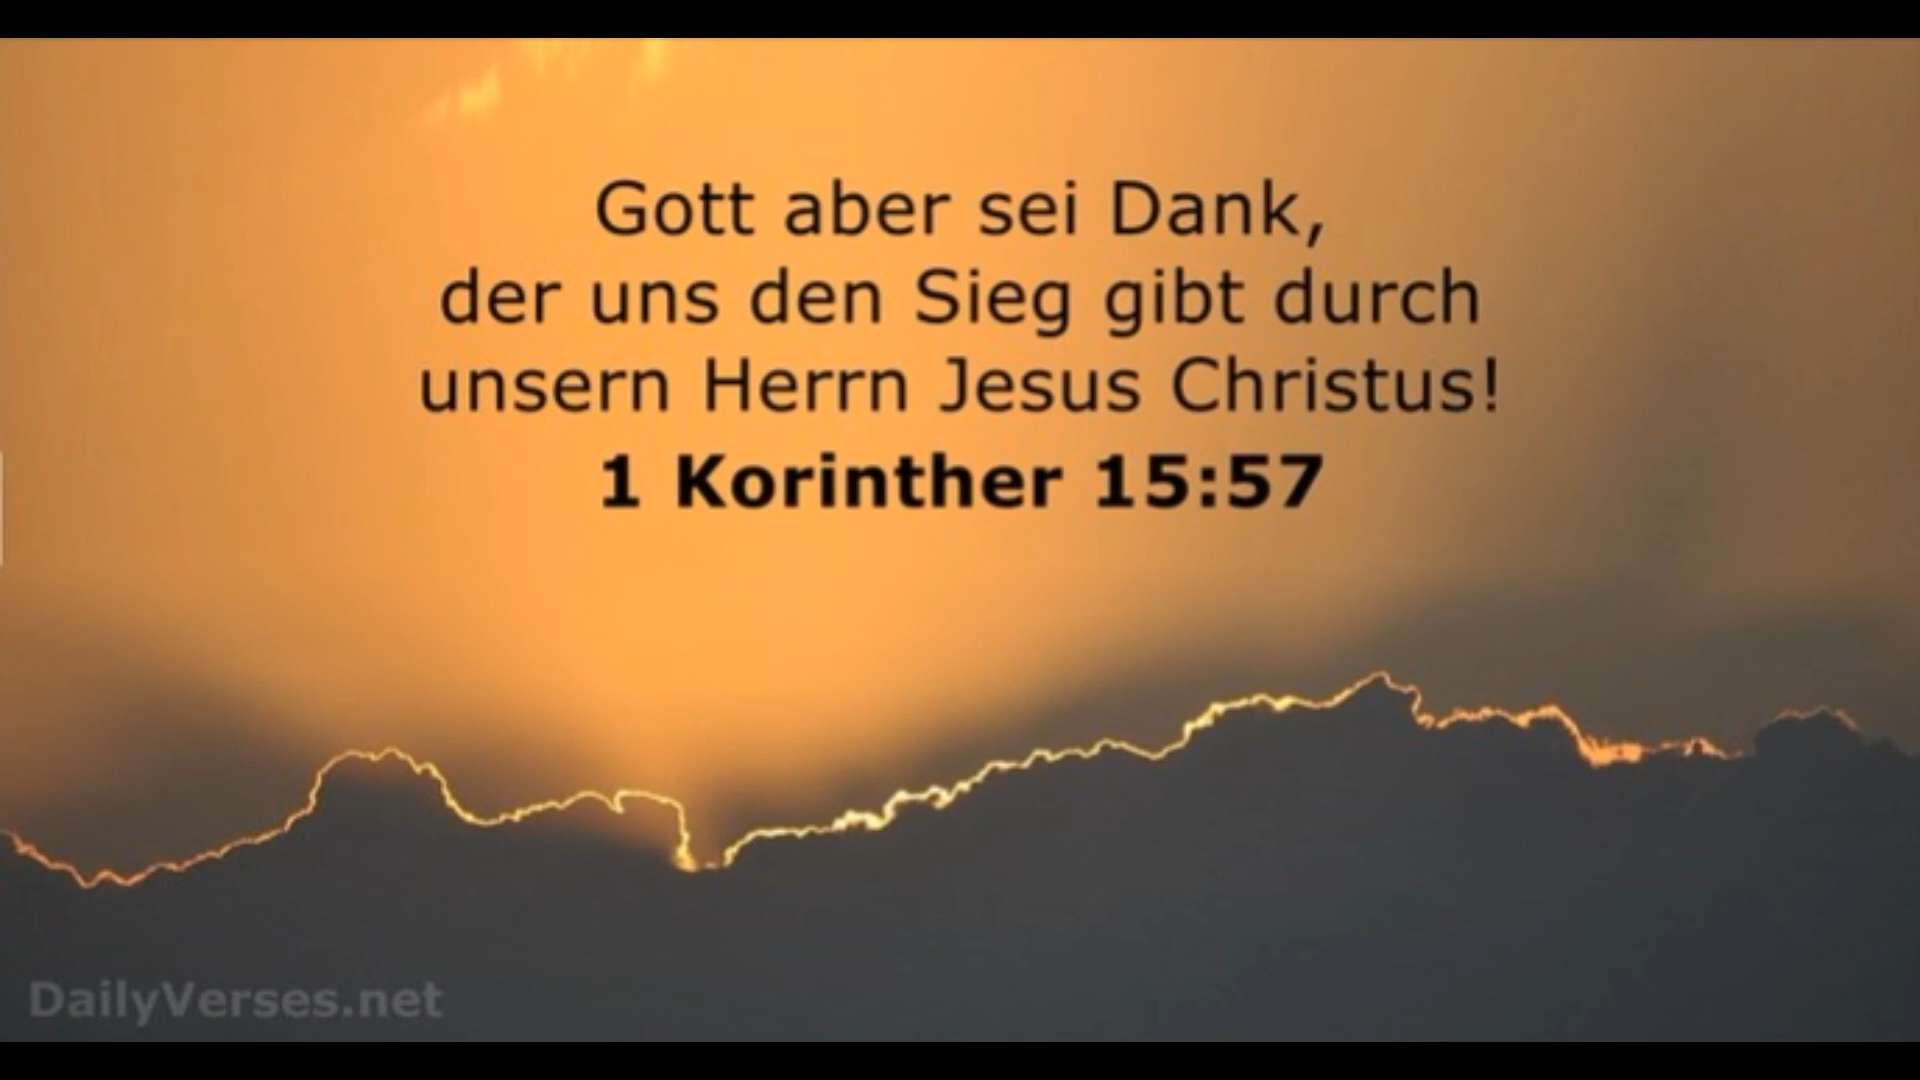 Gott aber sei Dank,
der uns den Sieg gibt durch
unsern Herrn Jesus Christus!
1 Korinther 15:57
DailyVerses.net